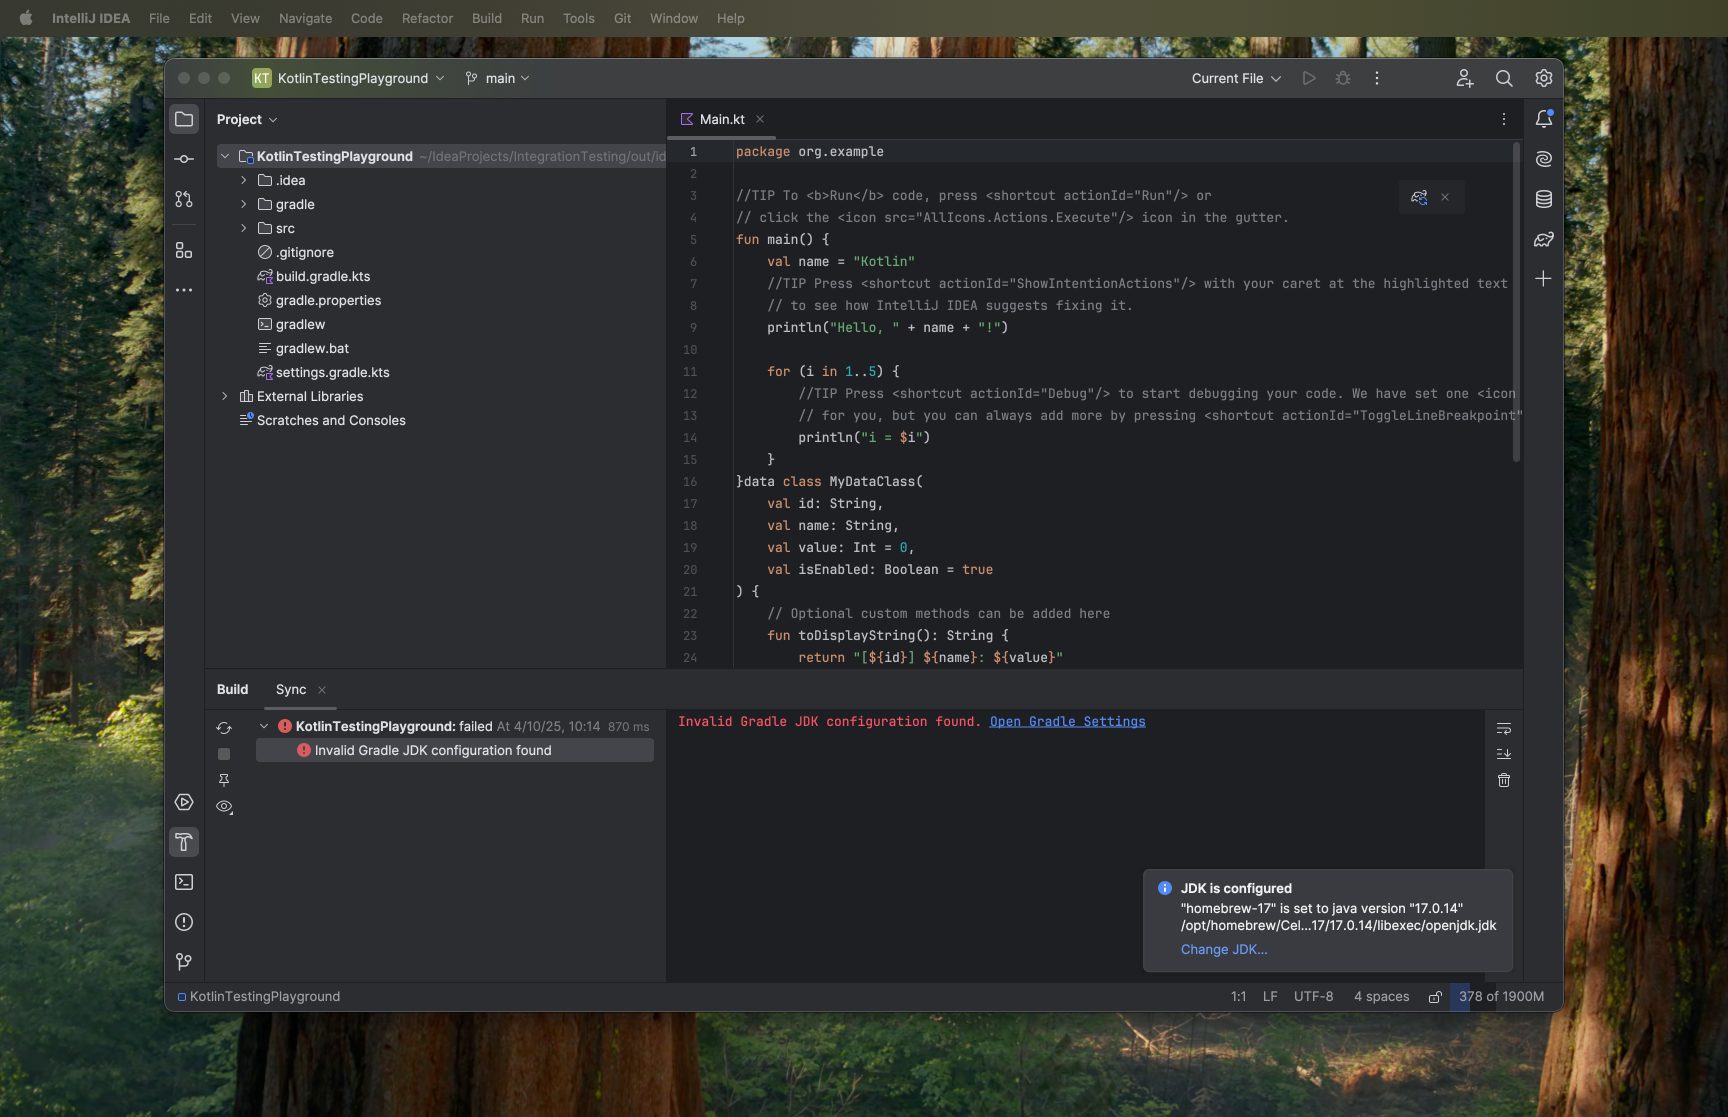 IntelliJ IDEA File Edit View Navigate Code Refactor Build Run Tools Git Window Help
KT KotlinTestingPlayground main Current File
Project
KotlinTestingPlayground ~/IdeaProjects/IntegrationTesting/out/id
.idea
gradle
src
.gitignore
build.gradle.kts
gradle.properties
gradlew
gradlew.bat
settings.gradle.kts
External Libraries
Scratches and Consoles
Main.kt
1 package org.example
2
3 //TIP To <b>Run</b> code, press <shortcut actionId="Run"/> or
4 // click the <icon src="AllIcons.Actions.Execute"/> icon in the gutter.
5 fun main() {
6 val name = "Kotlin"
7 //TIP Press <shortcut actionId="ShowIntentionActions"/> with your caret at the highlighted text
8 // to see how IntelliJ IDEA suggests fixing it.
9 println("Hello, " + name + "!")
10
11 for (i in 1..5) {
12 //TIP Press <shortcut actionId="Debug"/> to start debugging your code. We have set one <icon
13 // for you, but you can always add more by pressing <shortcut actionId="ToggleLineBreakpoint"
14 println("i = $i")
15 }
16 }data class MyDataClass(
17 val id: String,
18 val name: String,
19 val value: Int = 0,
20 val isEnabled: Boolean = true
21 ) {
22 // Optional custom methods can be added here
23 fun toDisplayString(): String {
24 return "[${id}] ${name}: ${value}"
Build Sync
KotlinTestingPlayground: failed At 4/10/25, 10:14 870 ms
Invalid Gradle JDK configuration found
Invalid Gradle JDK configuration found. Open Gradle Settings
JDK is configured
"homebrew-17" is set to java version "17.0.14"
/opt/homebrew/Cel...17/17.0.14/libexec/openjdk.jdk
Change JDK...
KotlinTestingPlayground 1:1 LF UTF-8 4 spaces 378 of 1900M